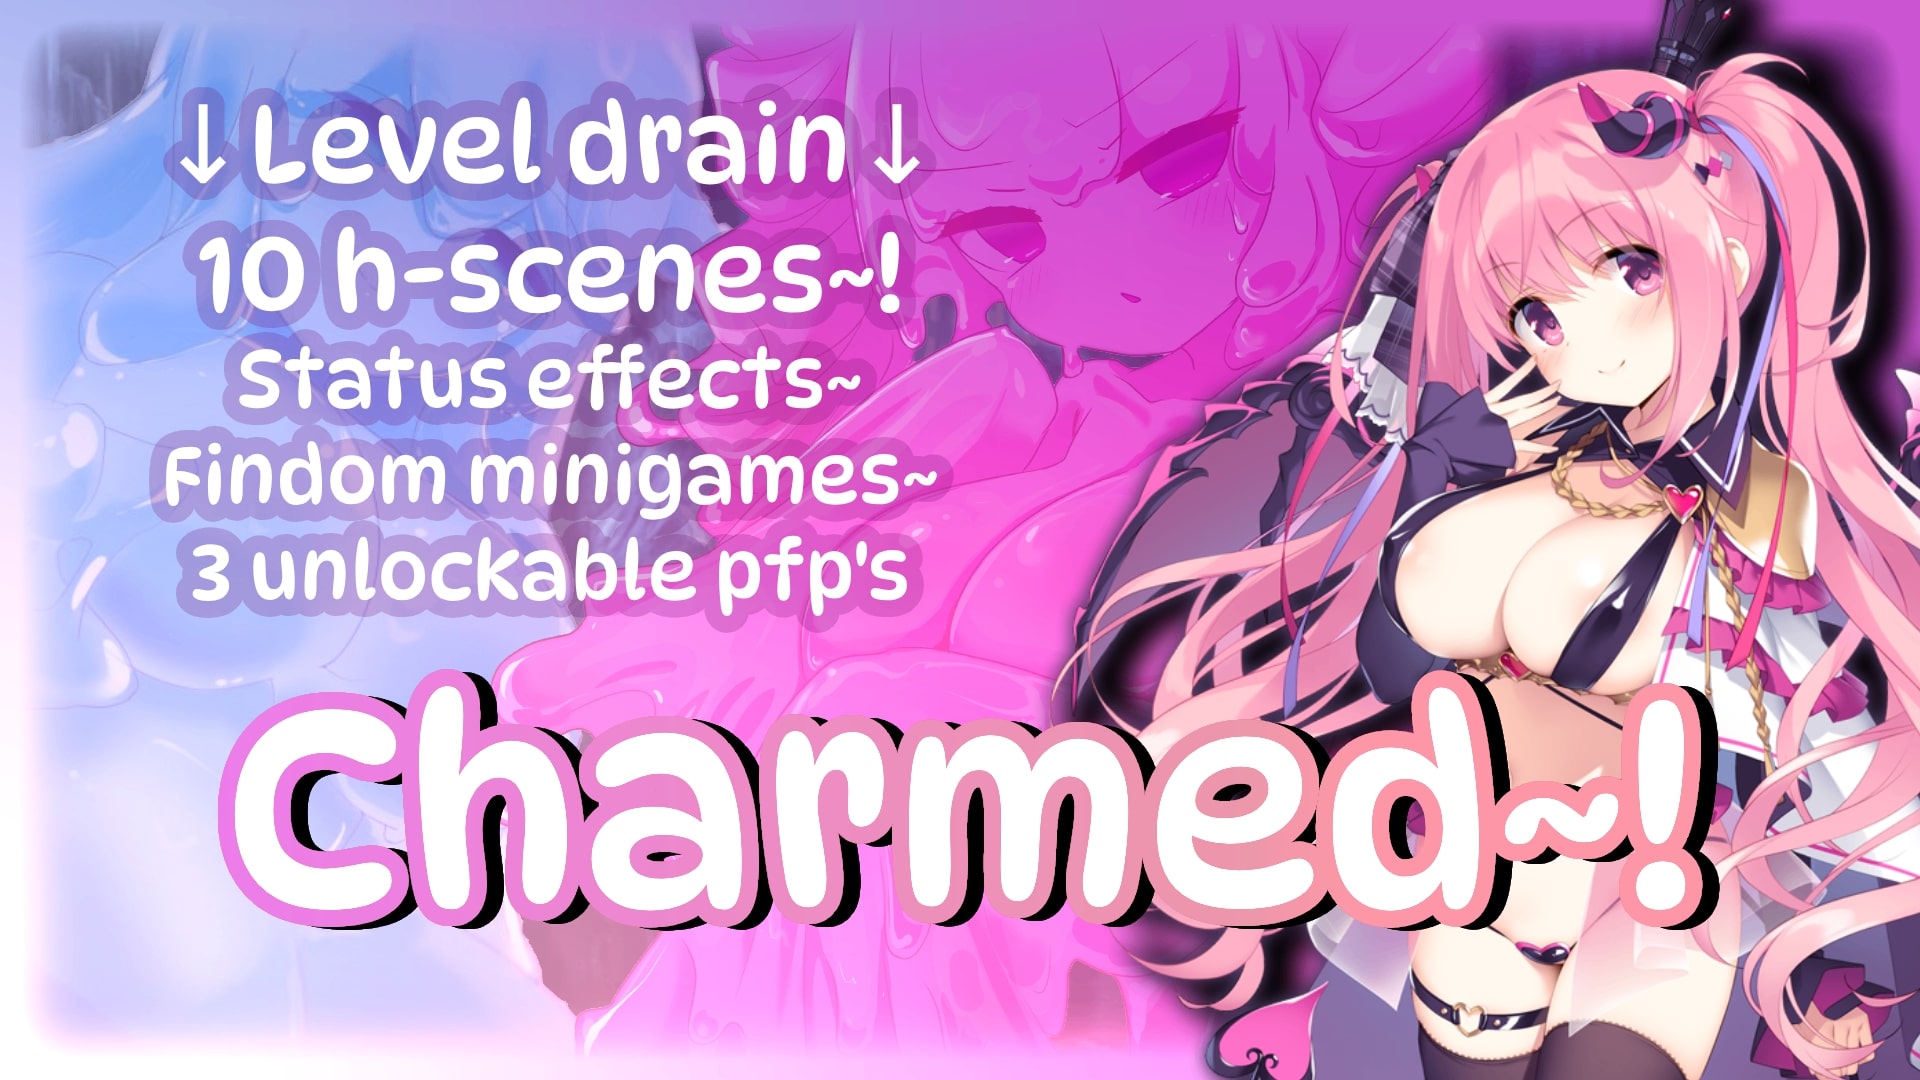 ↓Level drain↓
10 h-scenes~!
Status effects~
Findom minigames~
3 unlockable pfp's
Charmed~!